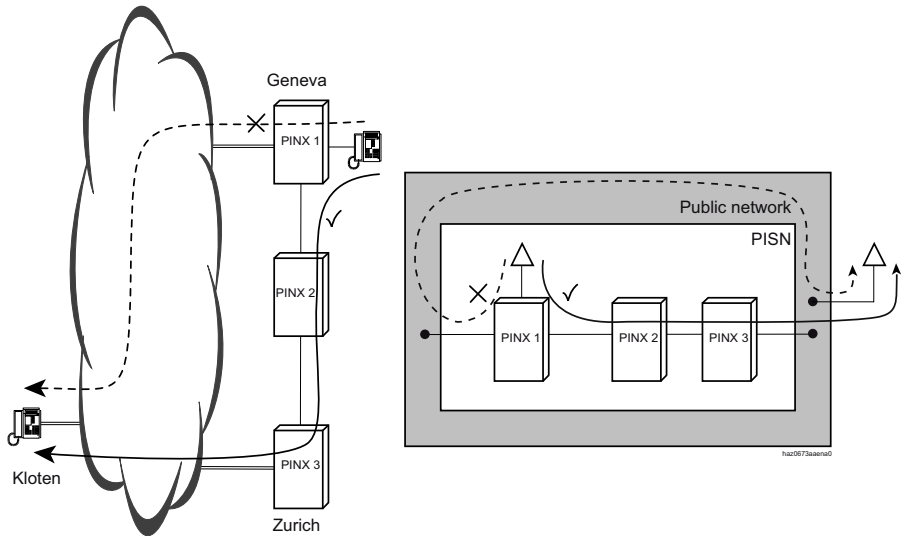 Geneva
PINX 1
PINX 2
PINX 3
Kloten
Zurich
Public network
PISN
PINX 1
PINX 2
PINX 3
haz0673aaena0